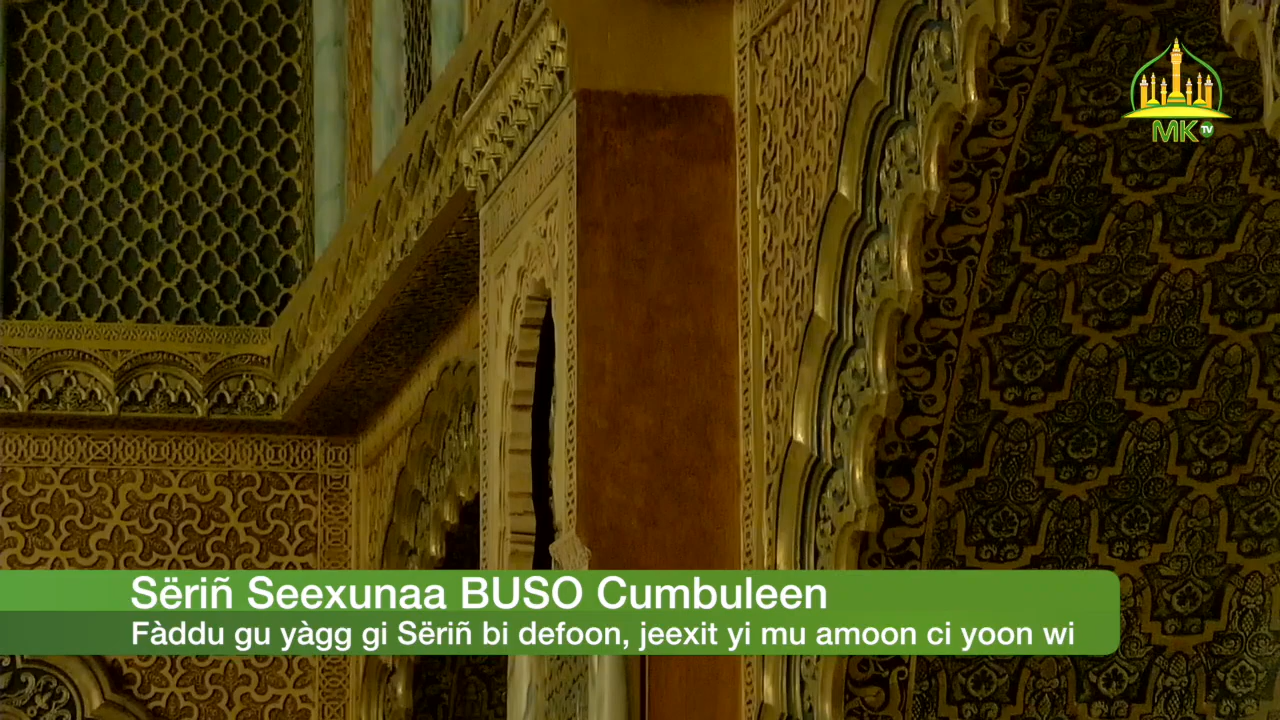 MK TV
Sëriñ Seexunaa BUSO Cumbuleen
Fàddu gu yàgg gi Sëriñ bi defoon, jeexit yi mu amoon ci yoon wi